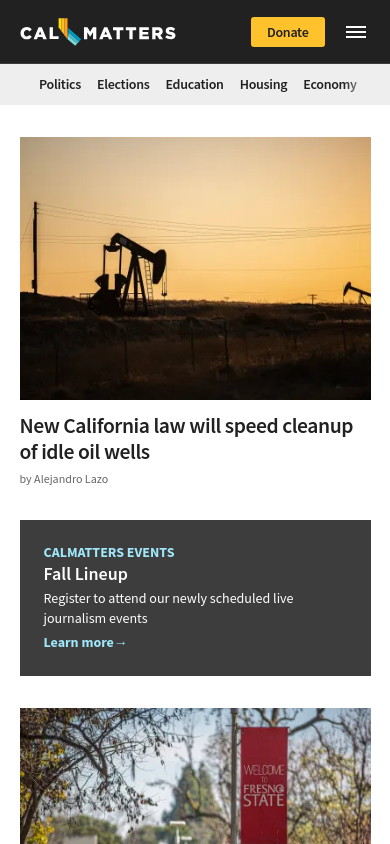 CAL MATTERS
Donate
Politics Elections Education Housing Economy
New California law will speed cleanup
of idle oil wells
by Alejandro Lazo
CALMATTERS EVENTS
Fall Lineup
Register to attend our newly scheduled live
journalism events
Learn more→
WELCOME
TO
FRESNO
STATE